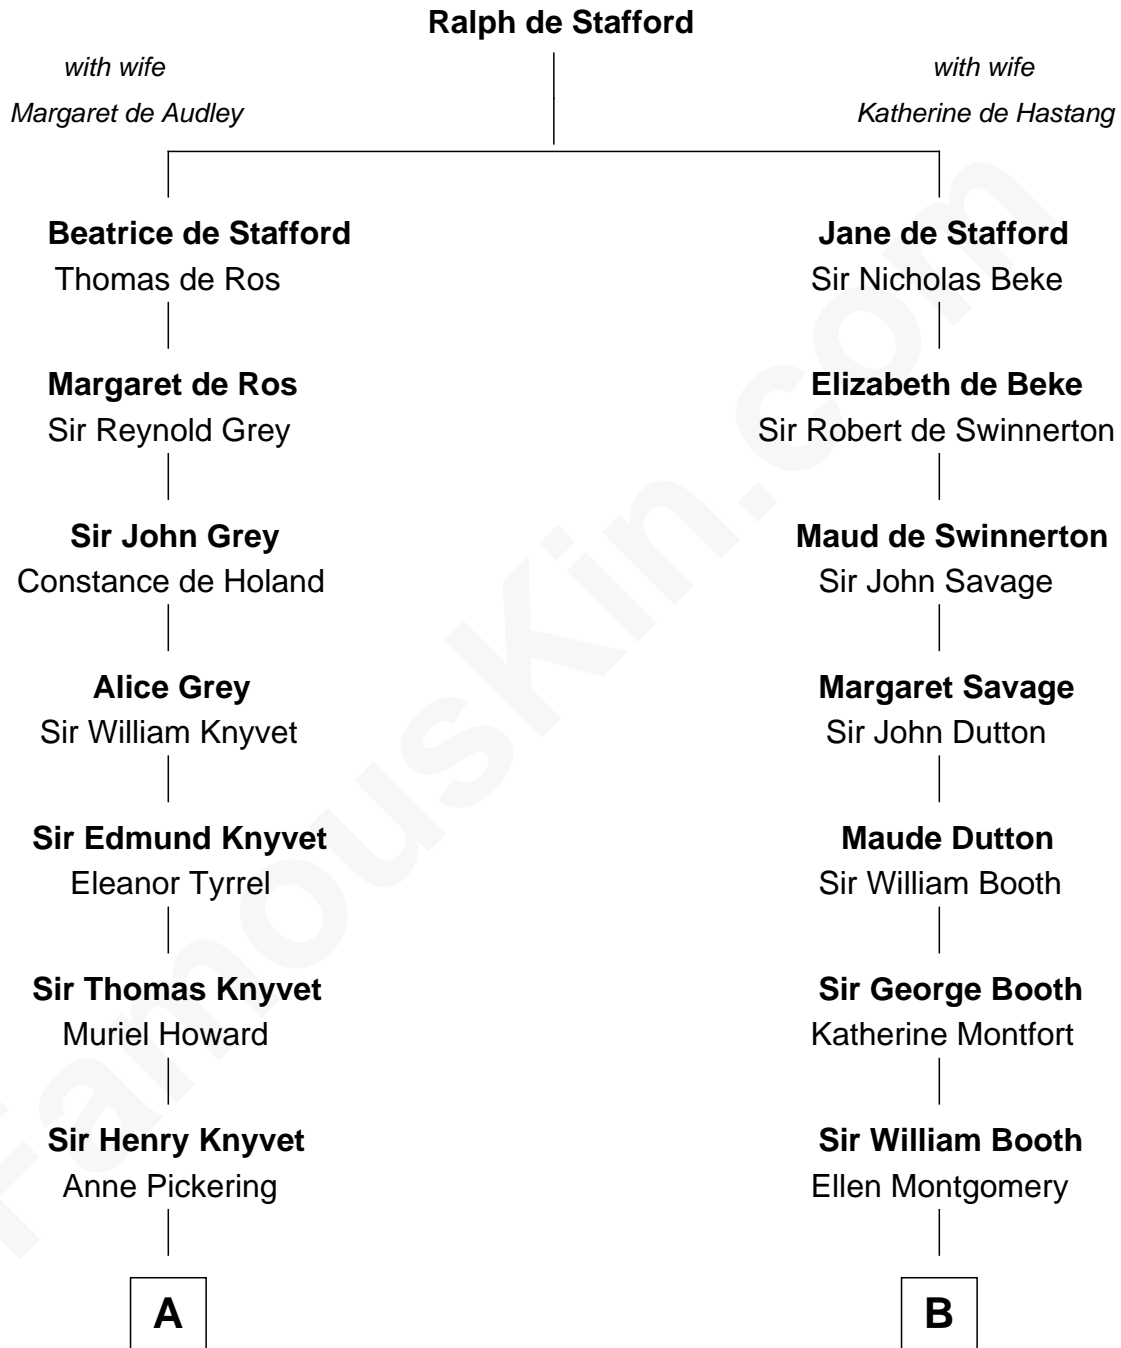 Ralph de Stafford
with wife
Margaret de Audley
with wife
Katherine de Hastang
Beatrice de Stafford
Thomas de Ros
Margaret de Ros
Sir Reynold Grey
Sir John Grey
Constance de Holand
Alice Grey
Sir William Knyvet
Sir Edmund Knyvet
Eleanor Tyrrel
Sir Thomas Knyvet
Muriel Howard
Sir Henry Knyvet
Anne Pickering
A
Jane de Stafford
Sir Nicholas Beke
Elizabeth de Beke
Sir Robert de Swinnerton
Maud de Swinnerton
Sir John Savage
Margaret Savage
Sir John Dutton
Maude Dutton
Sir William Booth
Sir George Booth
Katherine Montfort
Sir William Booth
Ellen Montgomery
B
FamousKin.com